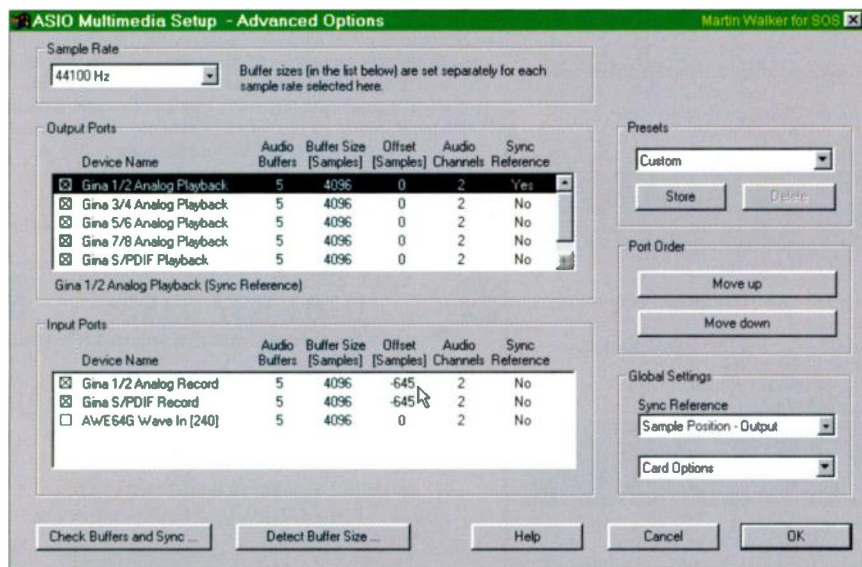 ASIO Multimedia Setup - Advanced Options Martin Walker for SOS
Sample Rate
44100 Hz
Buffer sizes (in the list below) are set separately for each
sample rate selected here.
Output Ports
Device Name Audio Buffers Buffer Size [Samples] Offset [Samples] Audio Channels Sync Reference
Gina 1/2 Analog Playback 5 4096 0 2 Yes
Gina 3/4 Analog Playback 5 4096 0 2 No
Gina 5/6 Analog Playback 5 4096 0 2 No
Gina 7/8 Analog Playback 5 4096 0 2 No
Gina S/PDIF Playback 5 4096 0 2 No
Gina 1/2 Analog Playback (Sync Reference)
Input Ports
Device Name Audio Buffers Buffer Size [Samples] Offset [Samples] Audio Channels Sync Reference
Gina 1/2 Analog Record 5 4096 -645 2 No
Gina S/PDIF Record 5 4096 -645 2 No
AWE64G Wave In [240] 5 4096 0 2 No
Presets
Custom
Store Delete
Port Order
Move up
Move down
Global Settings
Sync Reference
Sample Position - Output
Card Options
Check Buffers and Sync ... Detect Buffer Size ... Help Cancel OK